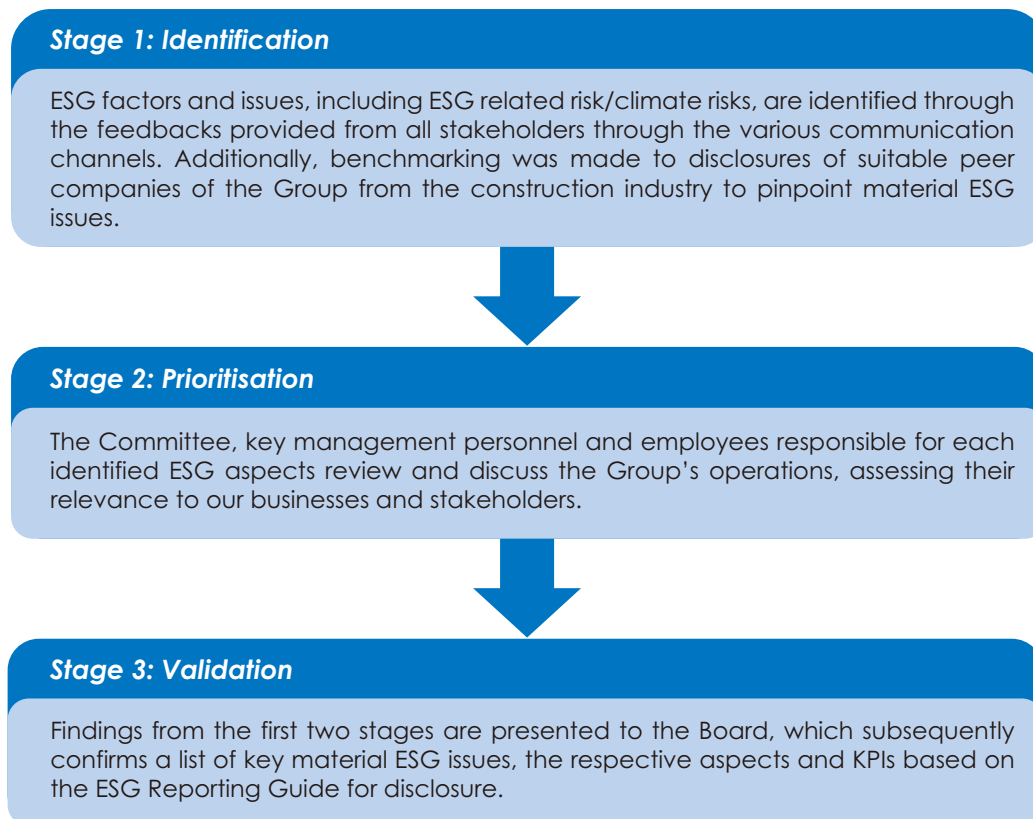 Stage 1: Identification
ESG factors and issues, including ESG related risk/climate risks, are identified through
the feedbacks provided from all stakeholders through the various communication
channels. Additionally, benchmarking was made to disclosures of suitable peer
companies of the Group from the construction industry to pinpoint material ESG
issues.
Stage 2: Prioritisation
The Committee, key management personnel and employees responsible for each
identified ESG aspects review and discuss the Group’s operations, assessing their
relevance to our businesses and stakeholders.
Stage 3: Validation
Findings from the first two stages are presented to the Board, which subsequently
confirms a list of key material ESG issues, the respective aspects and KPIs based on
the ESG Reporting Guide for disclosure.